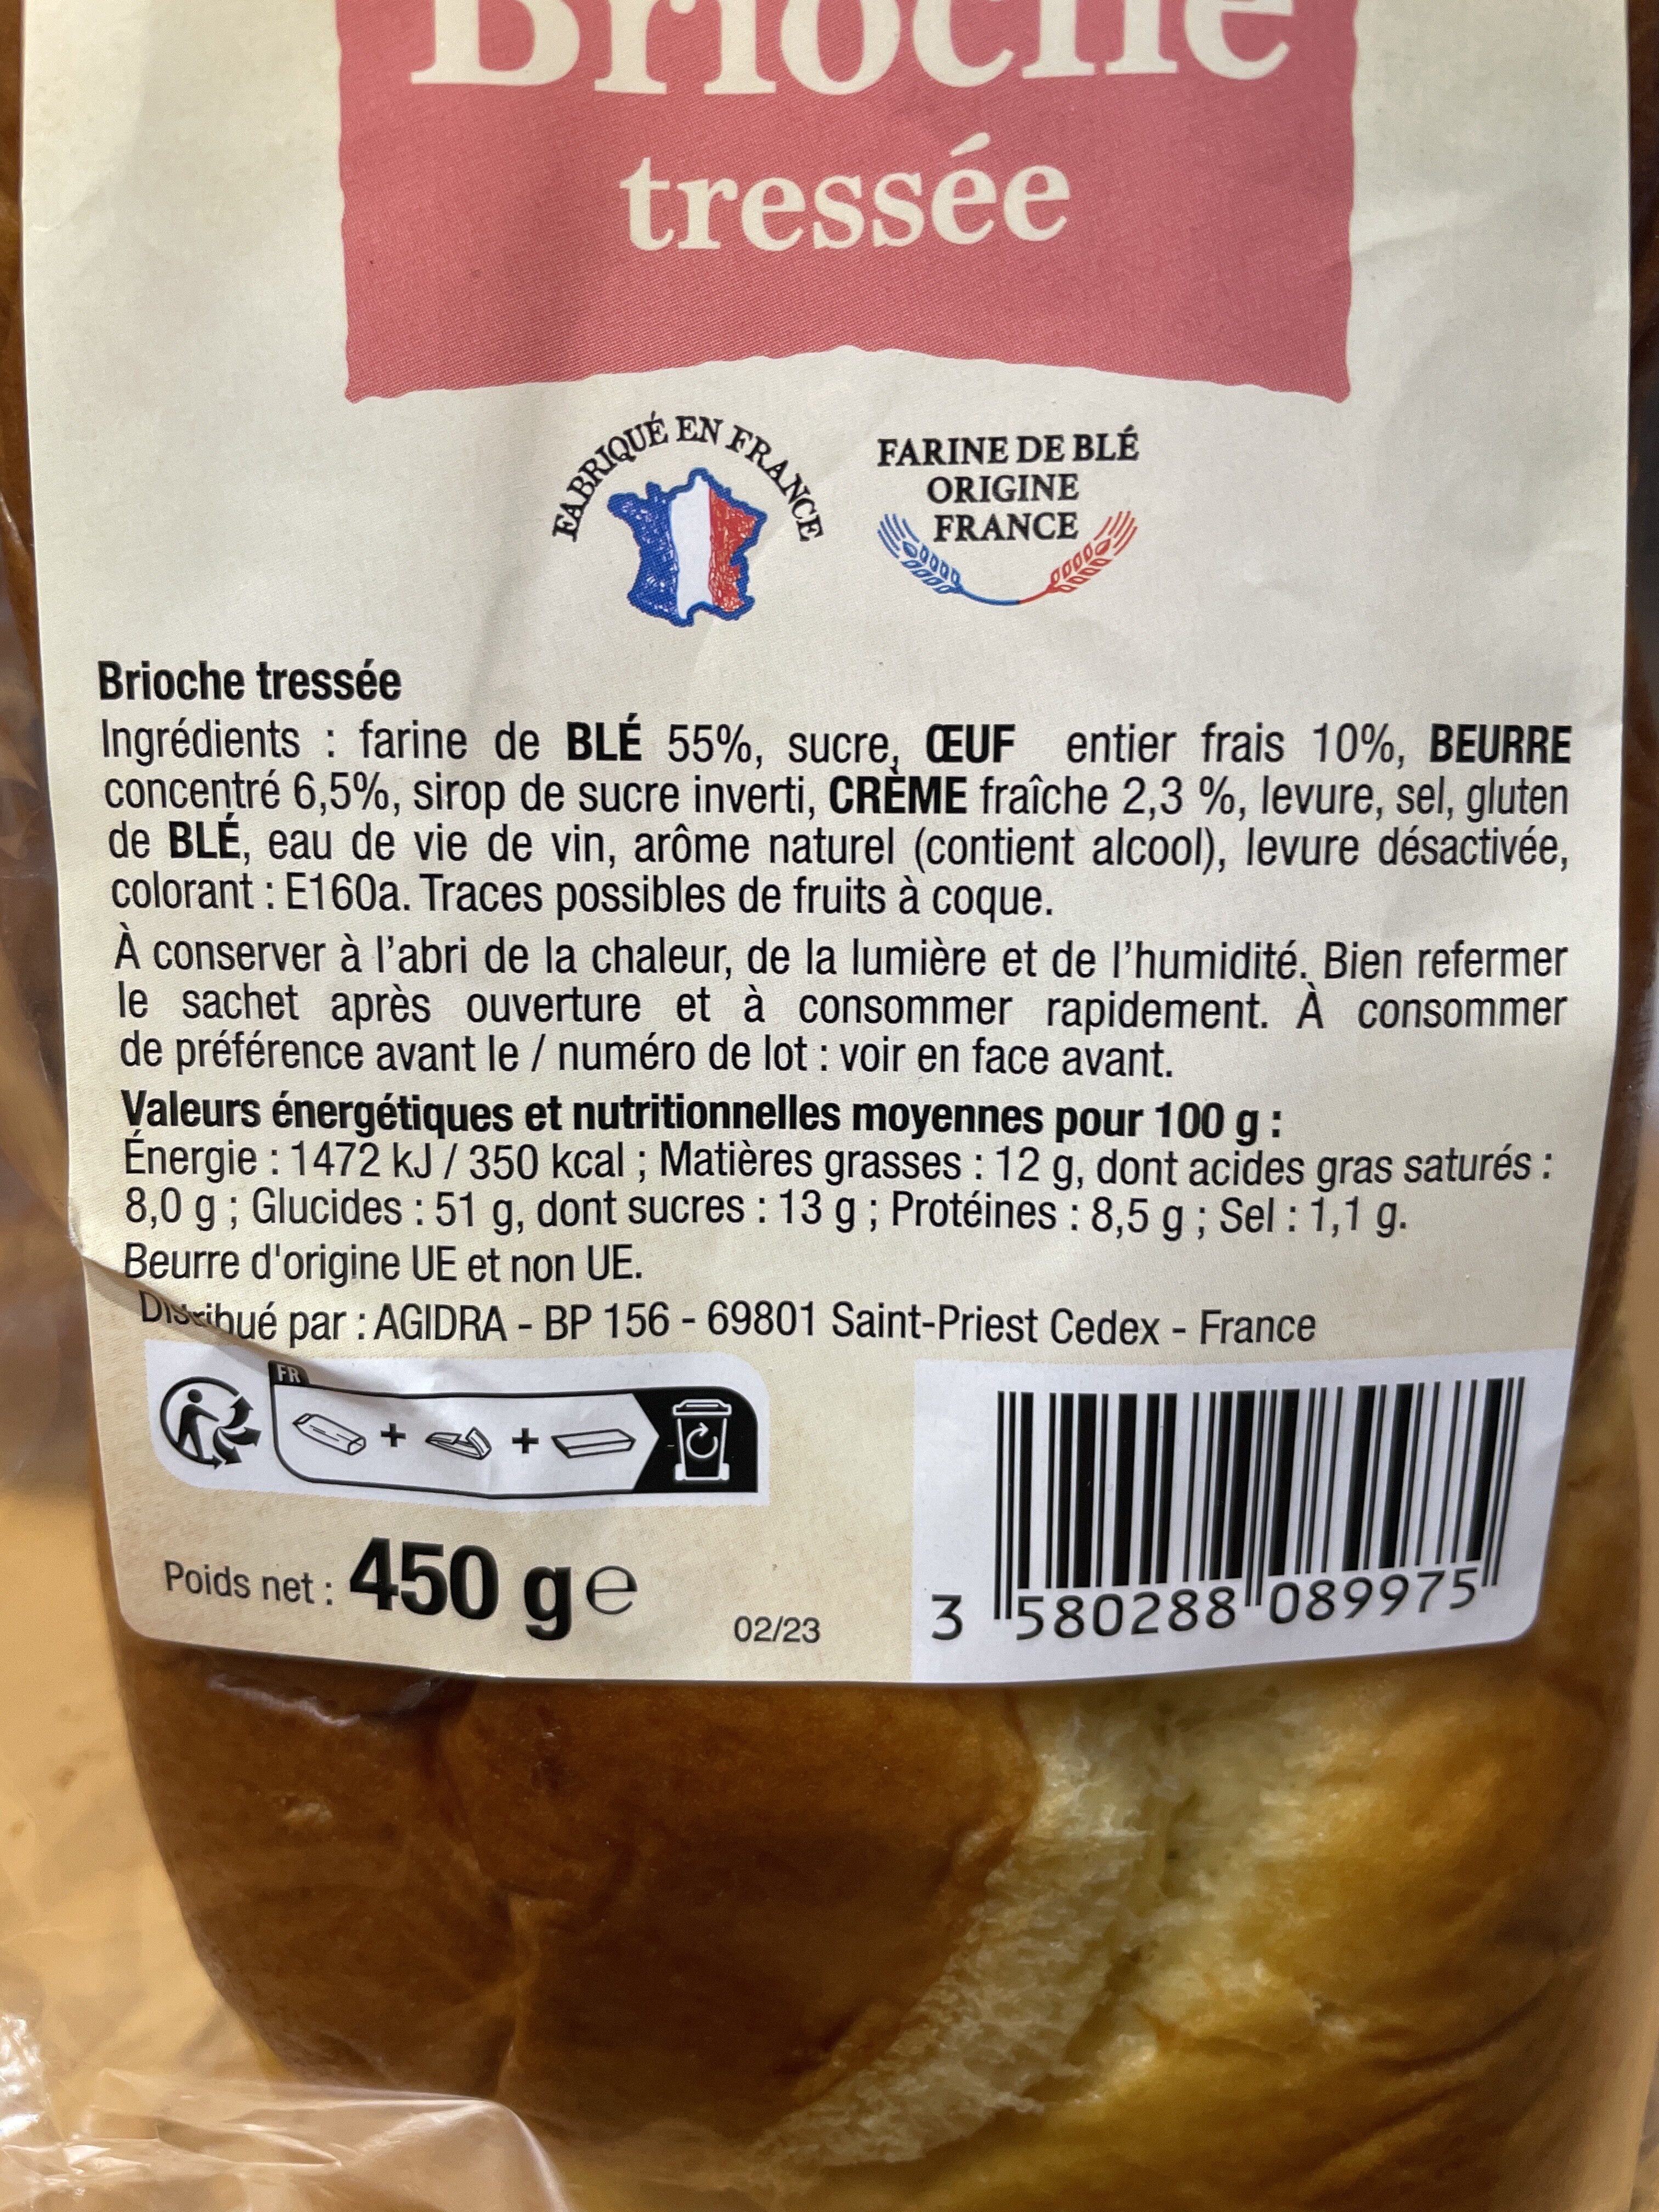 Brioche
tressée
FABRIQUÉ EN FRANCE
FARINE DE BLÉ
ORIGINE
FRANCE
Brioche tressée
Ingrédients : farine de BLÉ 55%, sucre, ŒUF entier frais 10%, BEURRE
concentré 6,5%, sirop de sucre inverti, CRÈME fraîche 2,3 %, levure, sel, gluten
de BLÉ, eau de vie de vin, arôme naturel (contient alcool), levure désactivée,
colorant : E160a. Traces possibles de fruits à coque.
À conserver à l'abri de la chaleur, de la lumière et de l'humidité. Bien refermer
le sachet après ouverture et à consommer rapidement. À consommer
de préférence avant le / numéro de lot : voir en face avant.
Valeurs énergétiques et nutritionnelles moyennes pour 100 g :
Énergie : 1472 kJ / 350 kcal ; Matières grasses : 12 g, dont acides gras saturés :
8,0 g ; Glucides : 51 g, dont sucres : 13 g ; Protéines : 8,5 g ; Sel : 1,1 g.
Beurre d'origine UE et non UE.
Distribué par : AGIDRA - BP 156 - 69801 Saint-Priest Cedex - France
FR
+ +
Poids net : 450 g e
02/23
3 580288 089975